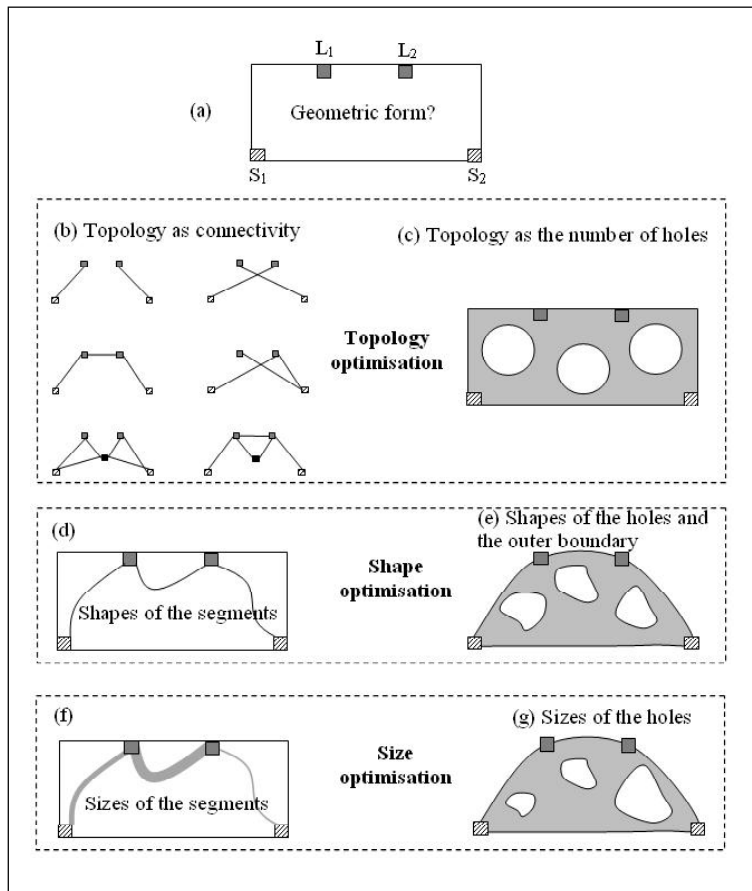 L1 L2
(a)
Geometric form?
S1 S2
(b) Topology as connectivity
(c) Topology as the number of holes
Topology
optimisation
(d)
Shapes of the segments
Shape
optimisation
(e) Shapes of the holes and
the outer boundary
(f)
Sizes of the segments
Size
optimisation
(g) Sizes of the holes